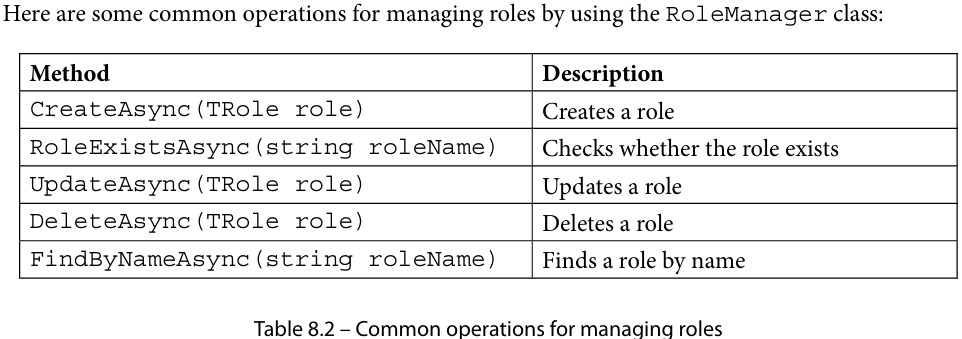 Here are some common operations for managing roles by using the RoleManager class:
Method Description
CreateAsync(TRole role) Creates a role
RoleExistsAsync(string roleName) Checks whether the role exists
UpdateAsync(TRole role) Updates a role
DeleteAsync(TRole role) Deletes a role
FindByNameAsync(string roleName) Finds a role by name
Table 8.2 – Common operations for managing roles